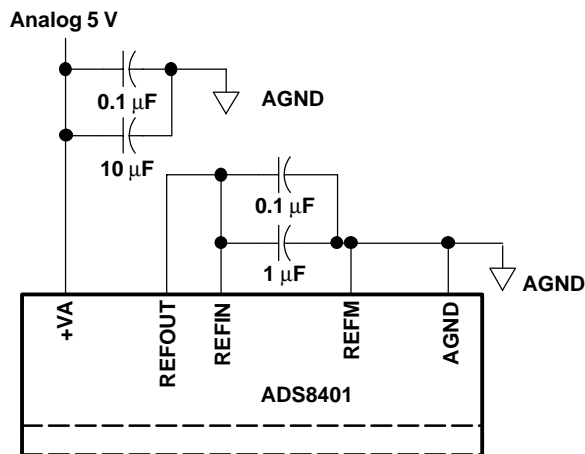 Analog 5 V
0.1 μF
AGND
10 μF
0.1 μF
1 μF
AGND
+VA
REFOUT
REFIN
REFM
AGND
ADS8401